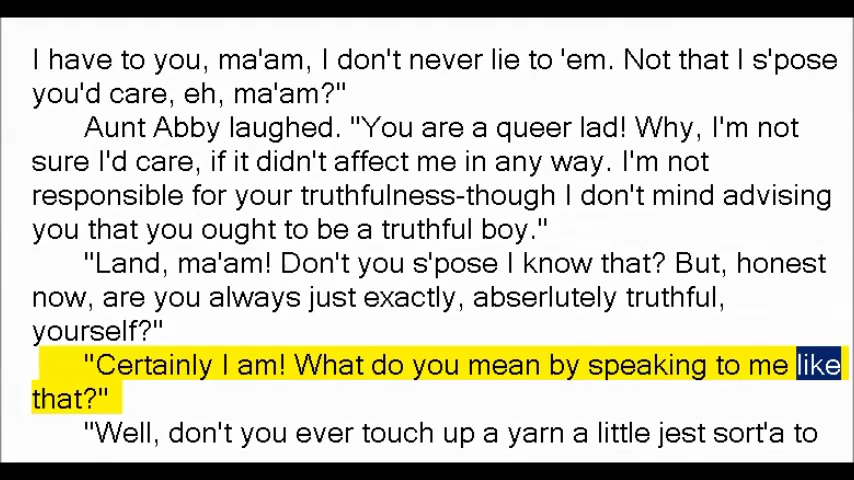 I have to you, ma'am, I don't never lie to 'em. Not that I s'pose
you'd care, eh, ma'am?"
Aunt Abby laughed. "You are a queer lad! Why, I'm not
sure I'd care, if it didn't affect me in any way. I'm not
responsible for your truthfulness-though I don't mind advising
you that you ought to be a truthful boy."
"Land, ma'am! Don't you s'pose I know that? But, honest
now, are you always just exactly, abserlutely truthful,
yourself?"
"Certainly I am! What do you mean by speaking to me like
that?"
"Well, don't you ever touch up a yarn a little jest sort'a to